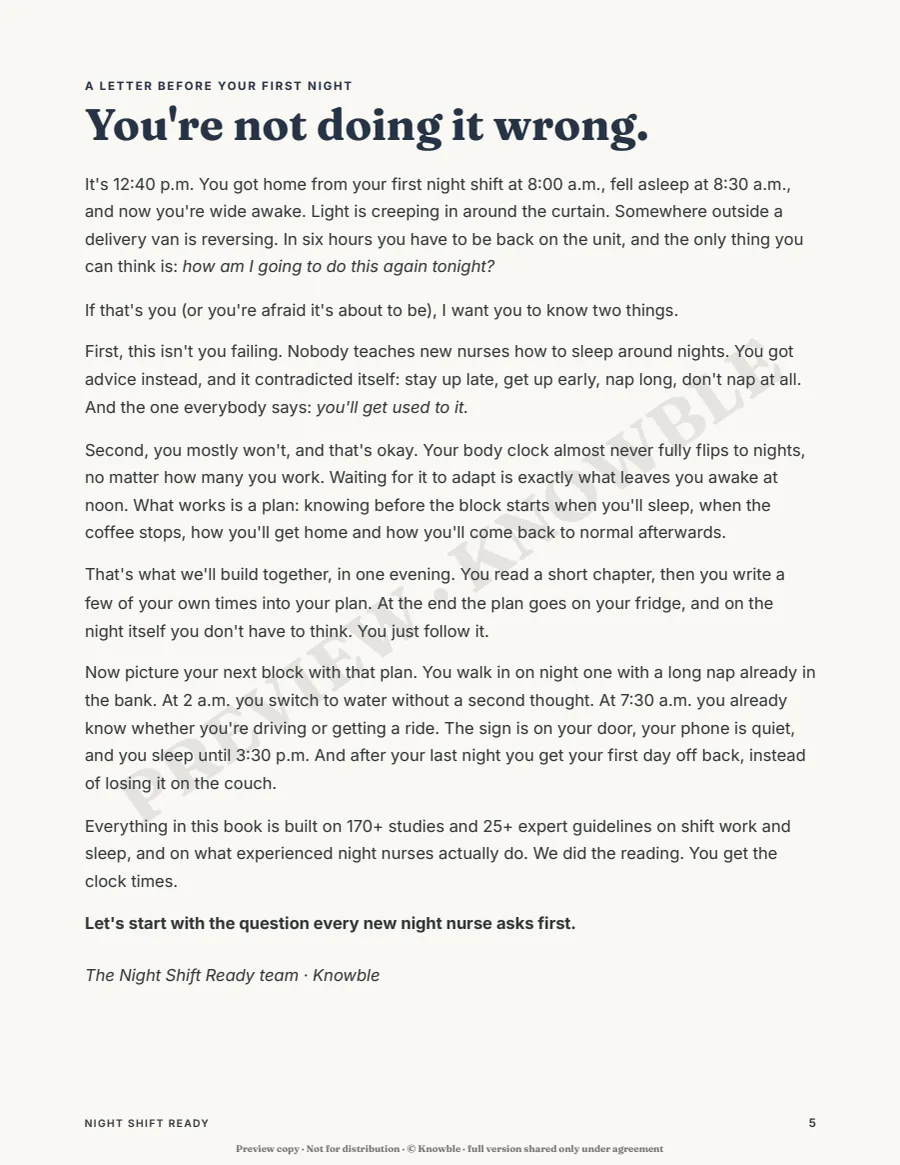 A LETTER BEFORE YOUR FIRST NIGHT
You're not doing it wrong.
It's 12:40 p.m. You got home from your first night shift at 8:00 a.m., fell asleep at 8:30 a.m.,
and now you're wide awake. Light is creeping in around the curtain. Somewhere outside a
delivery van is reversing. In six hours you have to be back on the unit, and the only thing you
can think is: how am I going to do this again tonight?
If that's you (or you're afraid it's about to be), I want you to know two things.
First, this isn't you failing. Nobody teaches new nurses how to sleep around nights. You got
advice instead, and it contradicted itself: stay up late, get up early, nap long, don't nap at all.
And the one everybody says: you'll get used to it.
Second, you mostly won't, and that's okay. Your body clock almost never fully flips to nights,
no matter how many you work. Waiting for it to adapt is exactly what leaves you awake at
noon. What works is a plan: knowing before the block starts when you'll sleep, when the
coffee stops, how you'll get home and how you'll come back to normal afterwards.
That's what we'll build together, in one evening. You read a short chapter, then you write a
few of your own times into your plan. At the end the plan goes on your fridge, and on the
night itself you don't have to think. You just follow it.
Now picture your next block with that plan. You walk in on night one with a long nap already in
the bank. At 2 a.m. you switch to water without a second thought. At 7:30 a.m. you already
know whether you're driving or getting a ride. The sign is on your door, your phone is quiet,
and you sleep until 3:30 p.m. And after your last night you get your first day off back, instead
of losing it on the couch.
Everything in this book is built on 170+ studies and 25+ expert guidelines on shift work and
sleep, and on what experienced night nurses actually do. We did the reading. You get the
clock times.
Let's start with the question every new night nurse asks first.
The Night Shift Ready team · Knowble
PREVIEW · KNOWBLE
NIGHT SHIFT READY 5
Preview copy · Not for distribution · © Knowble · full version shared only under agreement